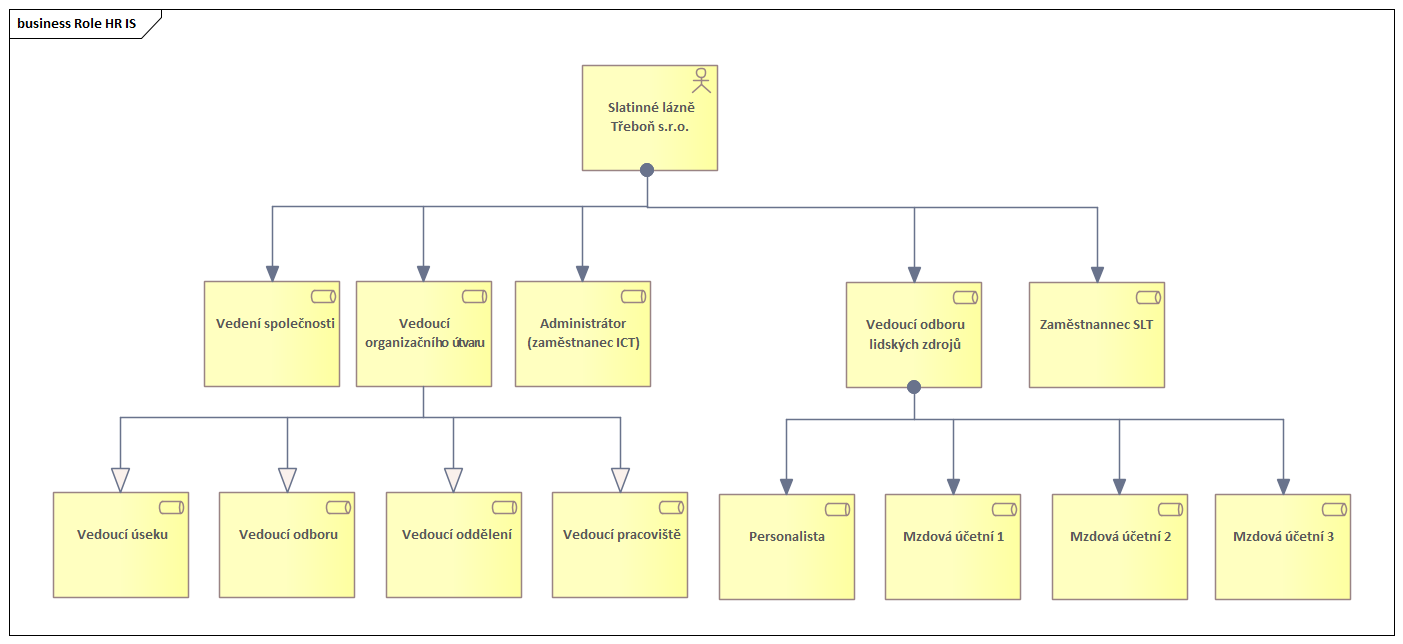 business Role HR IS
Slatinné lázně
Třeboň s.r.o.
Vedení společnosti
Vedoucí
organizačního útvaru
Administrátor
(zaměstnanec ICT)
Vedoucí odboru
lidských zdrojů
Zaměstnannec SLT
Vedoucí úseku
Vedoucí odboru
Vedoucí oddělení
Vedoucí pracoviště
Personalista
Mzdová účetní 1
Mzdová účetní 2
Mzdová účetní 3